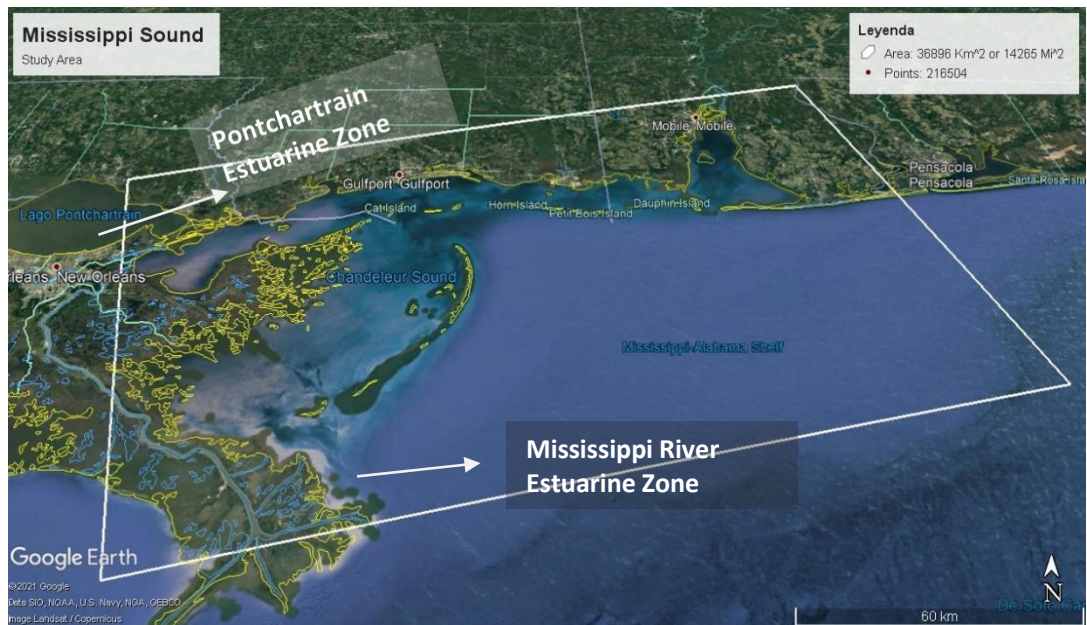 Mississippi Sound
Study Area
Leyenda
Area: 36896 Km^2 or 14265 Mi^2
Points: 216504
Pontchartrain
Estuarine Zone
Mobile Mobile
Pensacola
Pensacola
Santa Rosa Isla
Gulfport Gulfport
Cat Island
Horn Island
Petit Bois Island
Dauphin Island
Lago Pontchartrain
rleans New Orleans
Chandeleur Sound
Mississippi-Alabama Shelf
Mississippi River
Estuarine Zone
Google Earth
©2021 Google
Data SIO, NOAA, U.S. Navy, NGA, GEBCO
Image Landsat / Copernicus
N
De Soto Ca
60 km